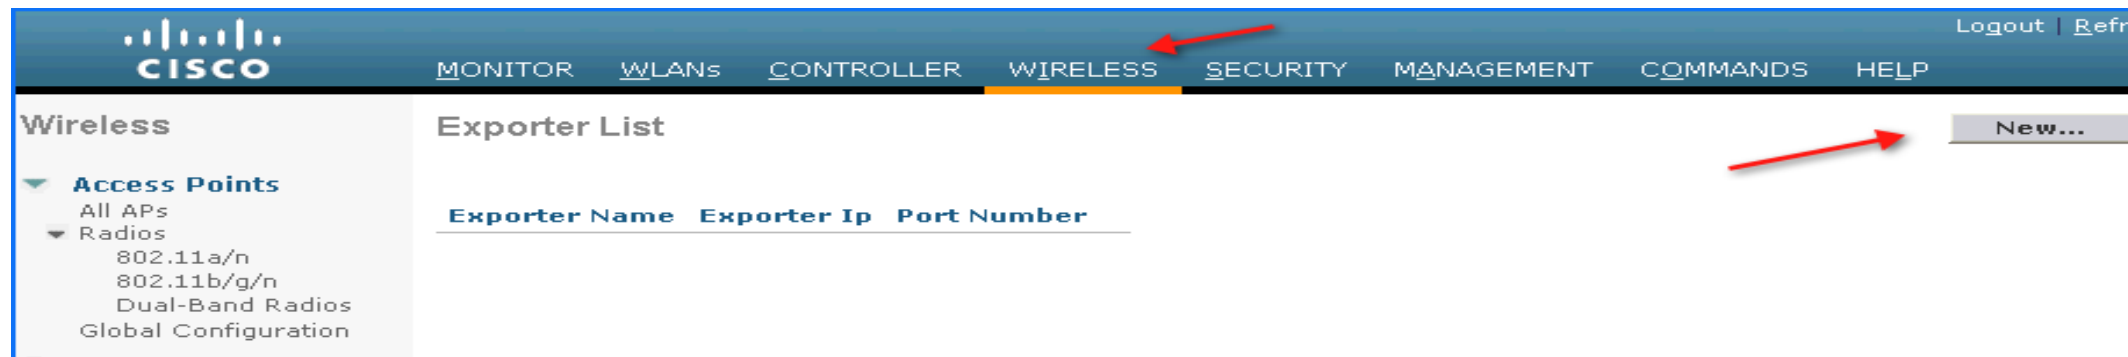 Logout | Refr
CISCO
MONITOR WLANs CONTROLLER WIRELESS SECURITY MANAGEMENT COMMANDS HELP
Wireless
Access Points
All APs
Radios
802.11a/n
802.11b/g/n
Dual-Band Radios
Global Configuration
Exporter List
New...
Exporter Name Exporter Ip Port Number